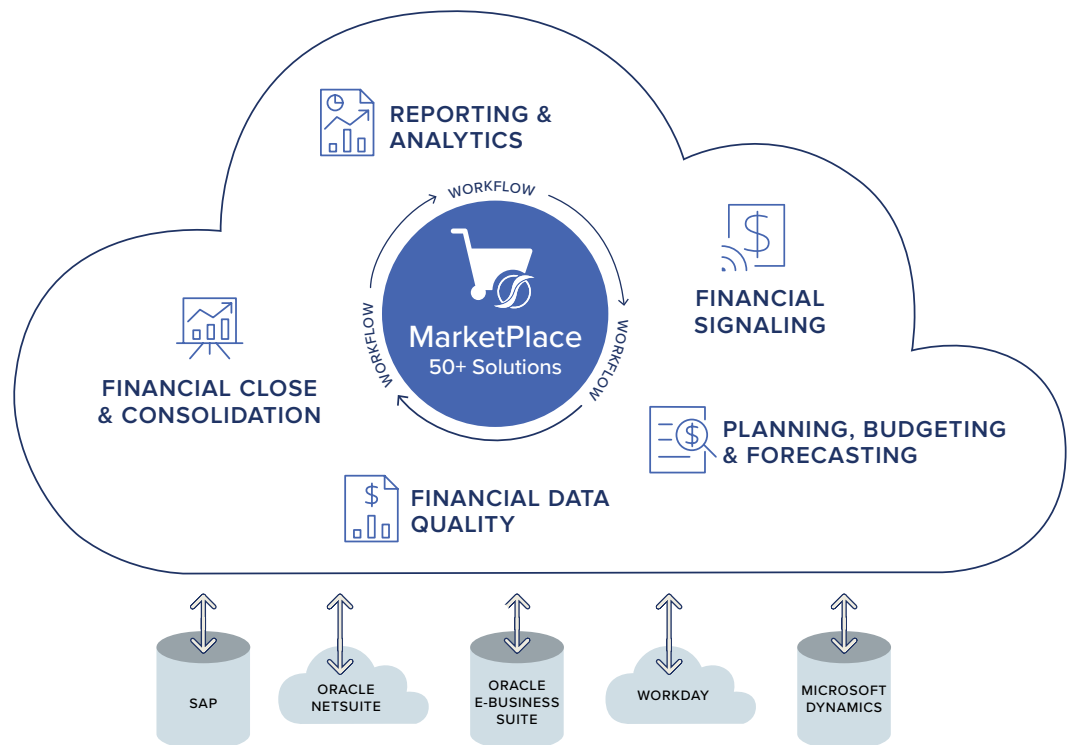 REPORTING &
ANALYTICS
WORKFLOW
MarketPlace
50+ Solutions
WORKFLOW
WORKFLOW
FINANCIAL
SIGNALING
FINANCIAL CLOSE
& CONSOLIDATION
PLANNING, BUDGETING
& FORECASTING
FINANCIAL DATA
QUALITY
SAP
ORACLE
NETSUITE
ORACLE
E-BUSINESS
SUITE
WORKDAY
MICROSOFT
DYNAMICS